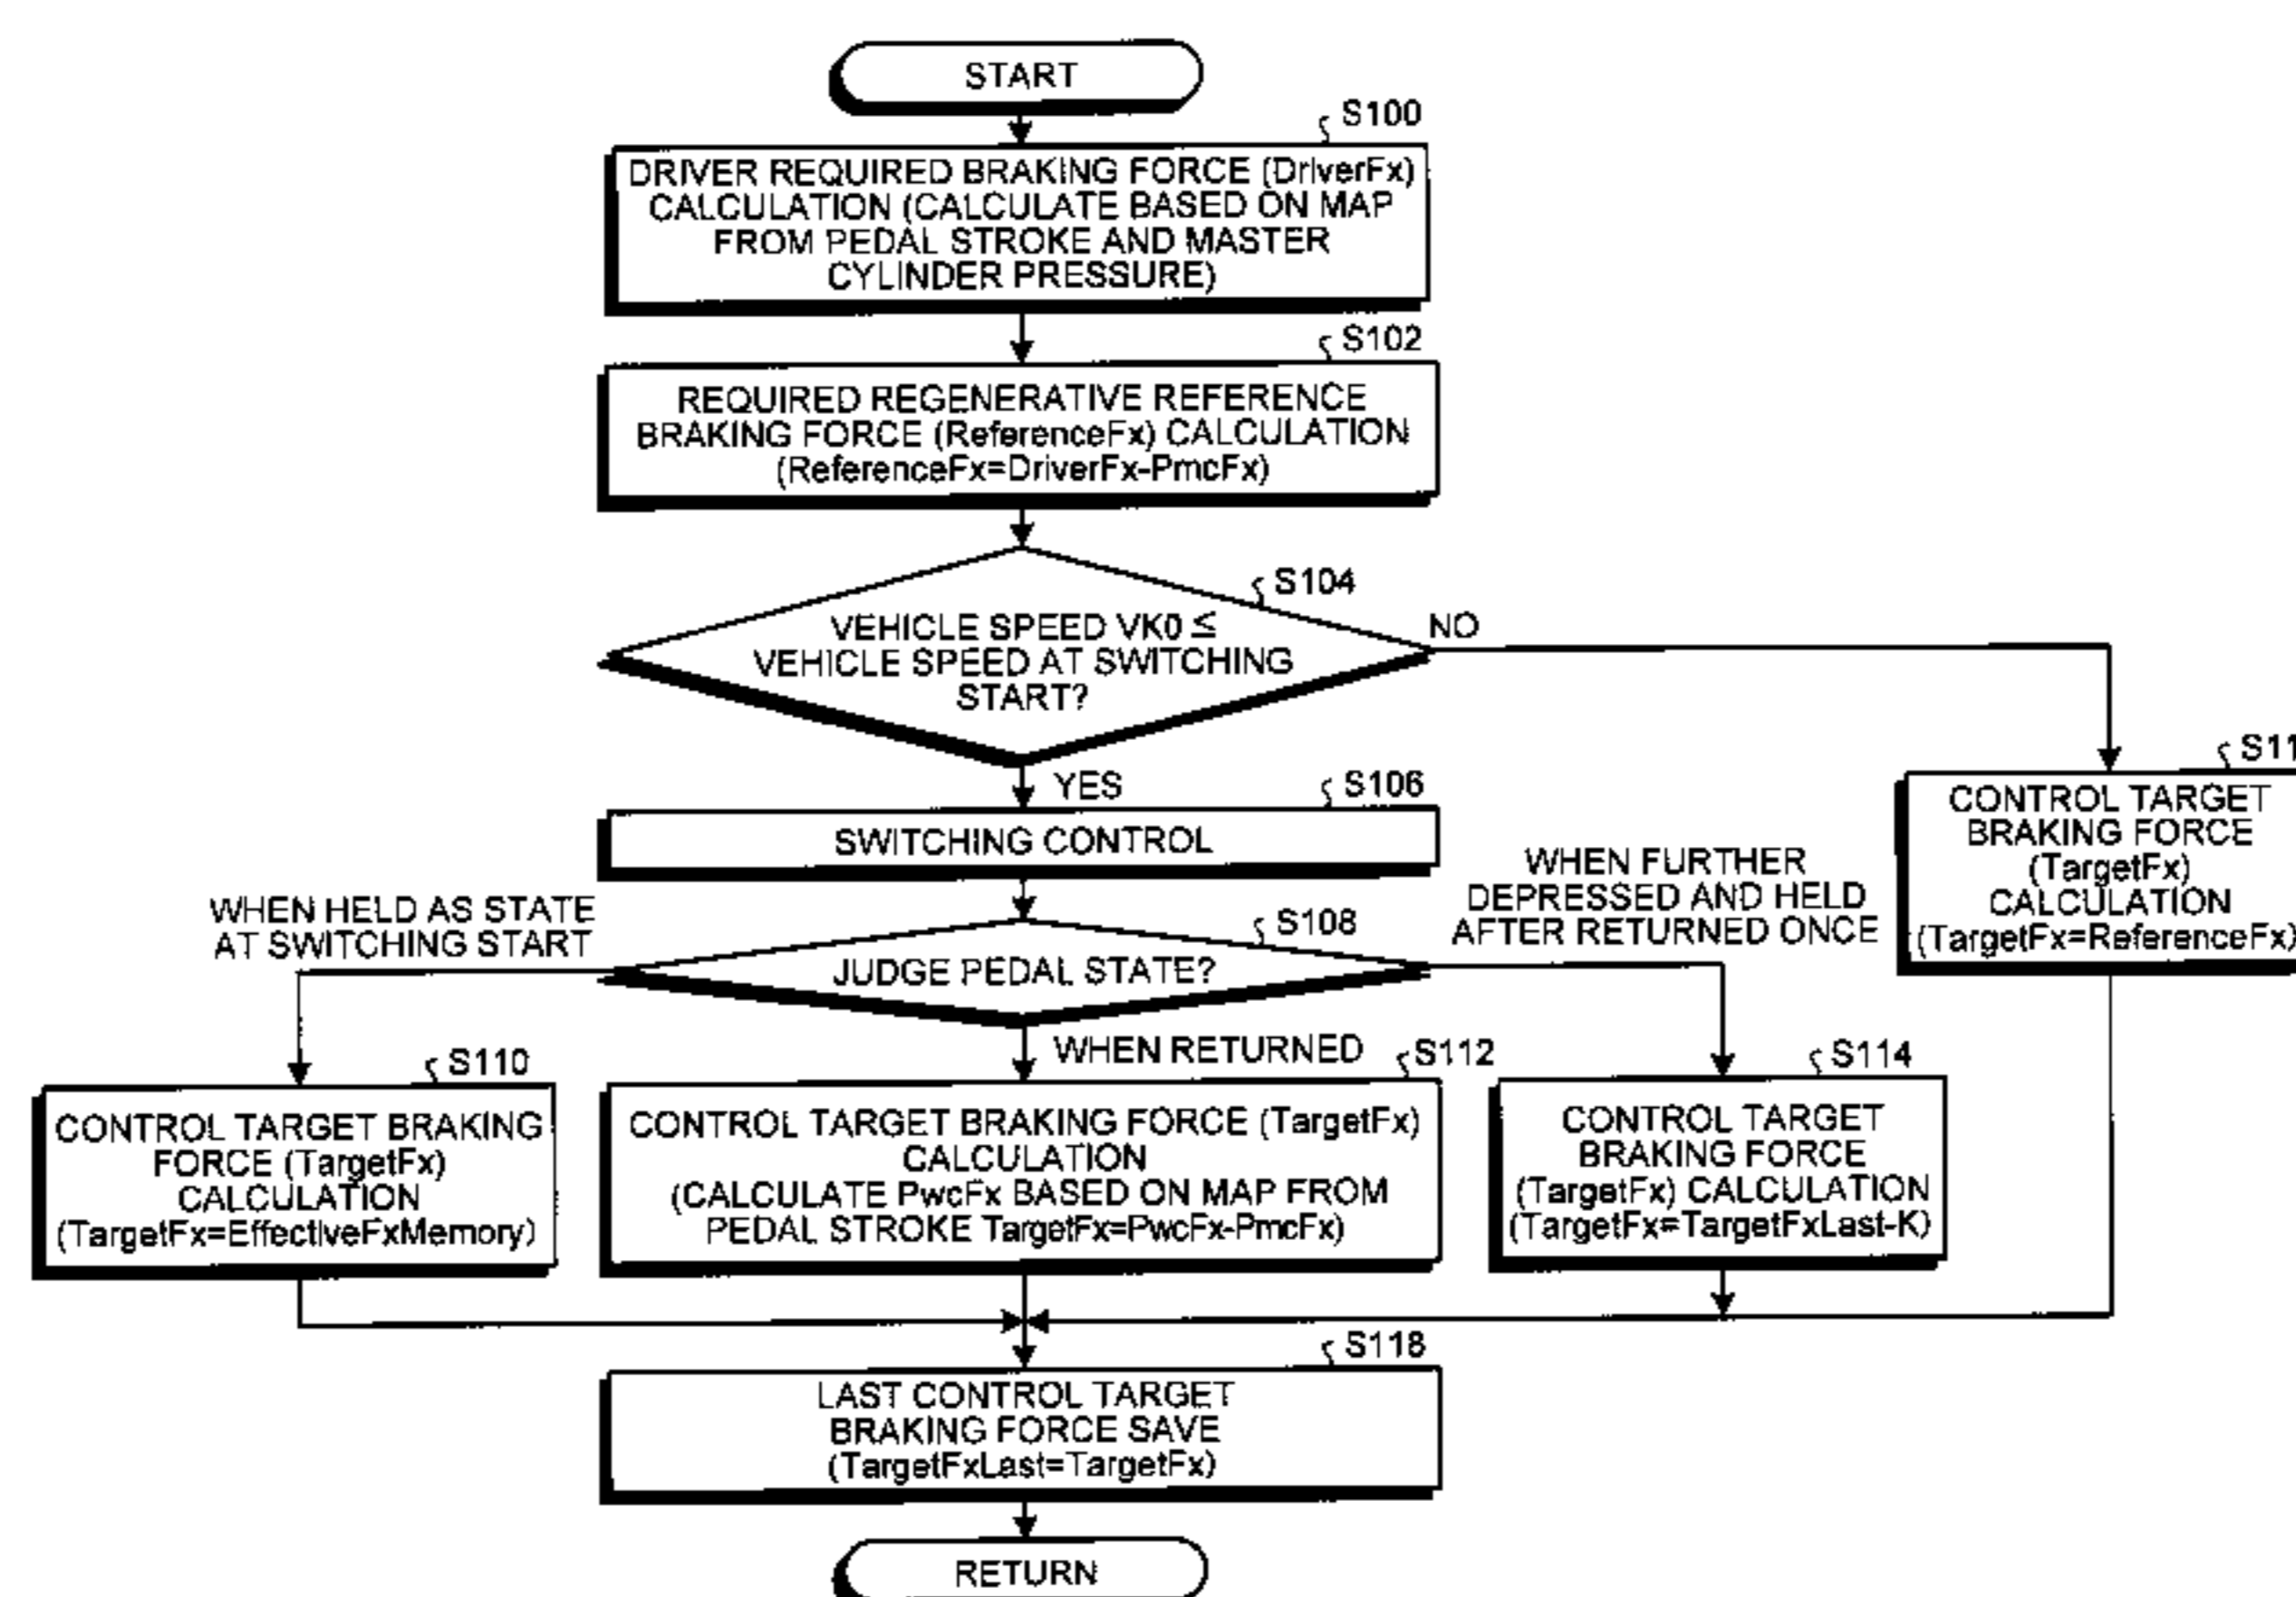 START
S100
DRIVER REQUIRED BRAKING FORCE (DriverFx)
CALCULATION (CALCULATE BASED ON MAP
FROM PEDAL STROKE AND MASTER
CYLINDER PRESSURE)
S102
REQUIRED REGENERATIVE REFERENCE
BRAKING FORCE (ReferenceFx) CALCULATION
(ReferenceFx=DriverFx-PmcFx)
S104
VEHICLE SPEED VK0 ≤
VEHICLE SPEED AT SWITCHING
START?
NO
YES
S11
CONTROL TARGET
BRAKING FORCE
(TargetFx)
CALCULATION
(TargetFx=ReferenceFx)
S106
SWITCHING CONTROL
WHEN HELD AS STATE
AT SWITCHING START
S108
JUDGE PEDAL STATE?
WHEN FURTHER
DEPRESSED AND HELD
AFTER RETURNED ONCE
WHEN RETURNED
S110
CONTROL TARGET BRAKING
FORCE (TargetFx)
CALCULATION
(TargetFx=EffectiveFxMemory)
S112
CONTROL TARGET BRAKING FORCE (TargetFx)
CALCULATION
(CALCULATE PwcFx BASED ON MAP FROM
PEDAL STROKE TargetFx=PwcFx-PmcFx)
S114
CONTROL TARGET
BRAKING FORCE
(TargetFx) CALCULATION
(TargetFx=TargetFxLast-K)
S118
LAST CONTROL TARGET
BRAKING FORCE SAVE
(TargetFxLast=TargetFx)
RETURN